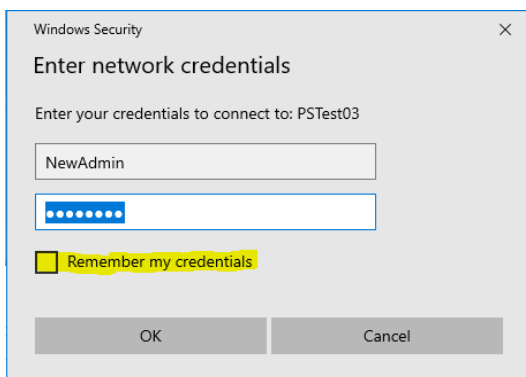 Windows Security
Enter network credentials
Enter your credentials to connect to: PSTest03
NewAdmin
●●●●●●●●
Remember my credentials
OK
Cancel